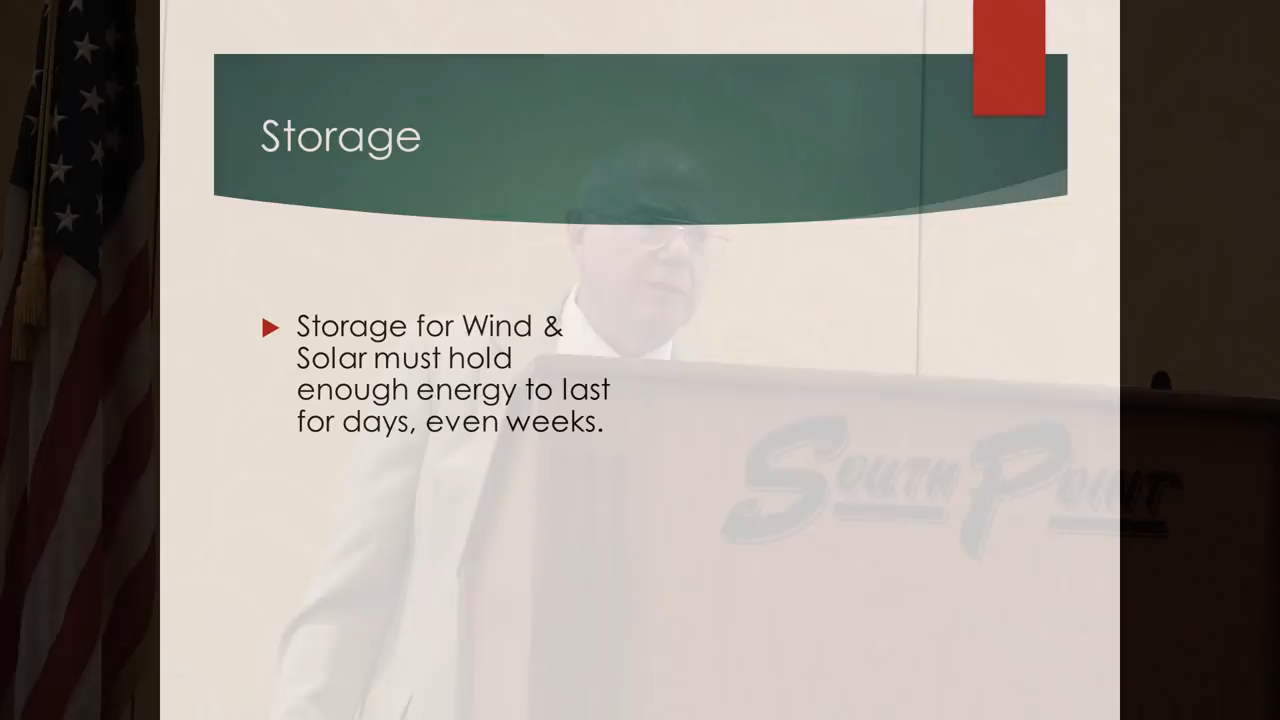 Storage
Storage for Wind &
Solar must hold
enough energy to last
for days, even weeks.
South Point